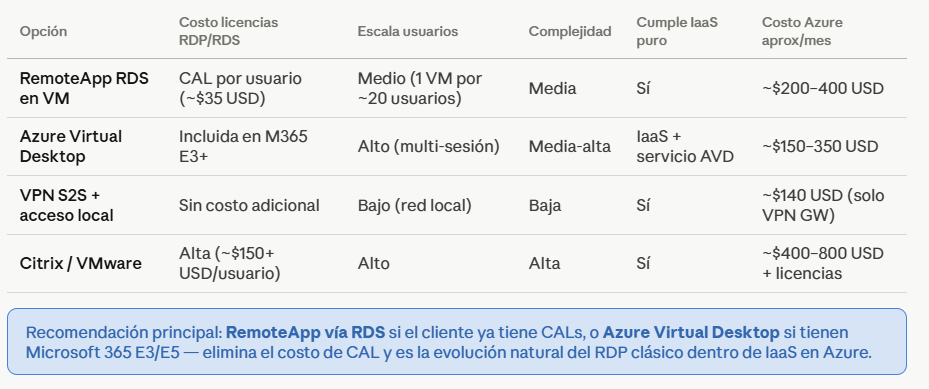 Opción
Costo licencias
RDP/RDS
Escala usuarios
Complejidad
Cumple IaaS
puro
Costo Azure
aprox/mes
RemoteApp RDS
en VM
CAL por usuario
(~$35 USD)
Medio (1 VM por
~20 usuarios)
Media
Sí
~$200–400 USD
Azure Virtual
Desktop
Incluida en M365
E3+
Alto (multi-sesión)
Media-alta
IaaS +
servicio AVD
~$150–350 USD
VPN S2S +
acceso local
Sin costo adicional
Bajo (red local)
Baja
Sí
~$140 USD (solo
VPN GW)
Citrix / VMware
Alta (~$150+
USD/usuario)
Alto
Alta
Sí
~$400–800 USD
+ licencias
Recomendación principal: RemoteApp vía RDS si el cliente ya tiene CALs, o Azure Virtual Desktop si tienen
Microsoft 365 E3/E5 — elimina el costo de CAL y es la evolución natural del RDP clásico dentro de IaaS en Azure.